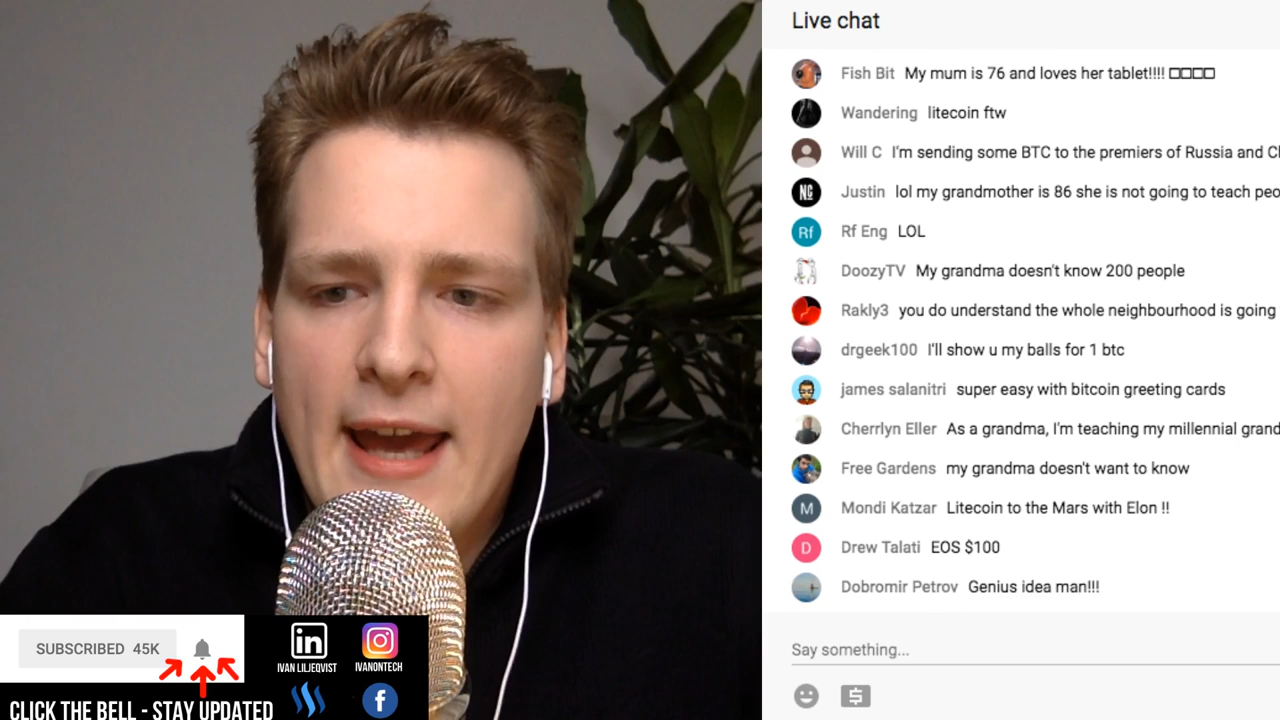 Live chat
Fish Bit My mum is 76 and loves her tablet!!!! □□□□
Wandering litecoin ftw
Will C I'm sending some BTC to the premiers of Russia and
Justin lol my grandmother is 86 she is not going to teach
Rf Eng LOL
DoozyTV My grandma doesn't know 200 people
Rakly3 you do understand the whole neighbourhood is going
drgeek100 I'll show u my balls for 1 btc
james salanitri super easy with bitcoin greeting cards
Cherrlyn Eller As a grandma, I'm teaching my millennial
Free Gardens my grandma doesn't want to know
M Mondi Katzar Litecoin to the Mars with Elon !!
D Drew Talati EOS $100
Dobromir Petrov Genius idea man!!!
Say something...
NG
Rf
SUBSCRIBED 45K
CLICK THE BELL - STAY UPDATED
in
IVAN LILJEQVIST
IVANONTECH
f